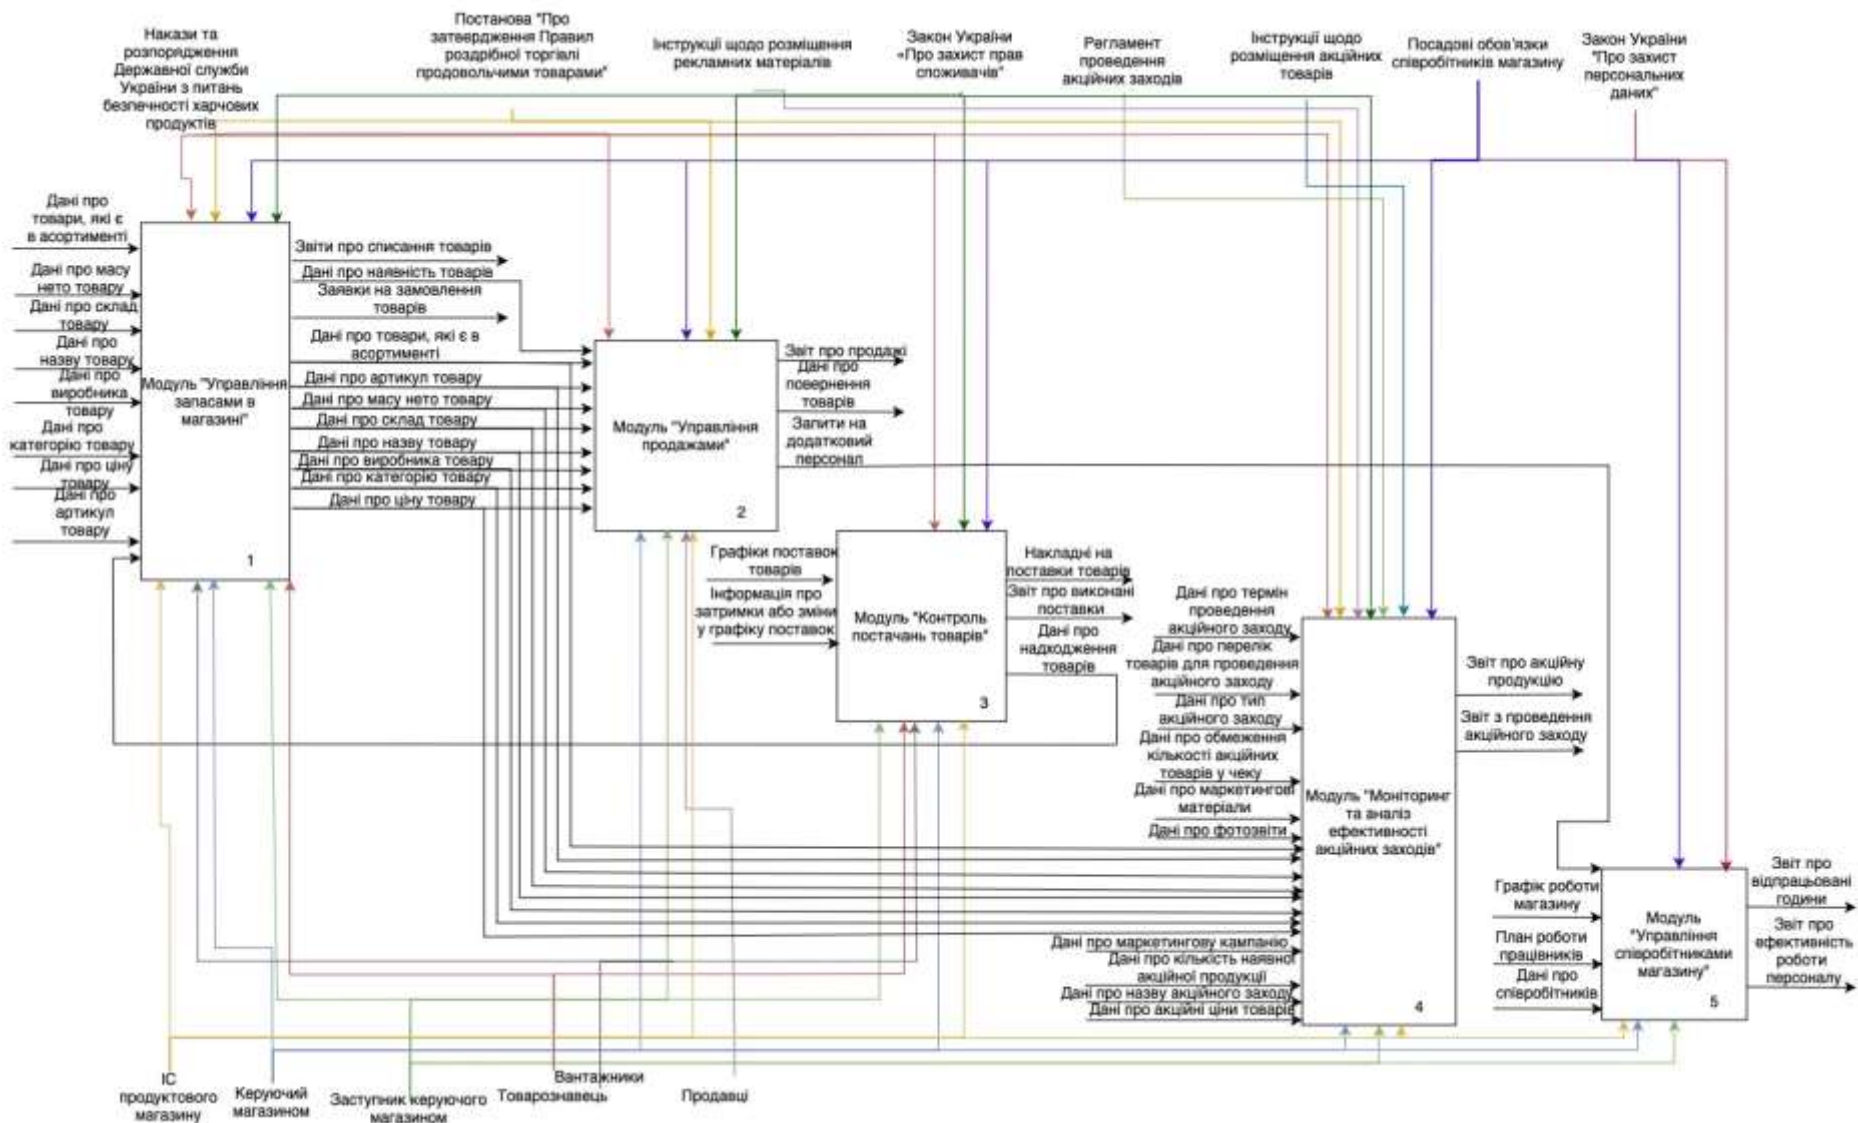 Накази та
розпорядження
Державної служби
України з питань
безпечності харчових
продуктів
Постанова "Про
затвердження Правил
роздрібної торгівлі
продовольчими товарами"
Інструкції щодо розміщення
рекламних матеріалів
Закон України
«Про захист прав
споживачів»
Регламент
проведення
акційних заходів
Інструкції щодо
розміщення акційних
товарів
Посадові обов'язки
співробітників магазину
Закон України
"Про захист
персональних
даних"
Дані про
товари, які є
в асортименті
Дані про масу
нето товару
Дані про склад
товару
Дані про
назву товару
Дані про
виробника
товару
Дані про
категорію товару
Дані про ціну
товару
Дані про
артикул
товару
Модуль "Управління
запасами в
магазині"
1
Звіти про списання товарів
Дані про наявність товарів
Заявки на замовлення
товарів
Дані про товари, які є в
асортименті
Дані про артикул товару
Дані про масу нето товару
Дані про склад товару
Дані про назву товару
Дані про виробника товару
Дані про категорію товару
Дані про ціну товару
Модуль "Управління
продажами"
2
Звіт про продажі
Дані про
повернення
товарів
Запити на
додатковий
персонал
Графіки поставок
товарів
Інформація про
затримки або зміни
у графіку поставок
Модуль "Контроль
постачань товарів"
3
Накладні на
поставки товарів
Звіт про виконані
поставки
Дані про
надходження
товарів
Дані про термін
проведення
акційного заходу
Дані про перелік
товарів для проведення
акційного заходу
Дані про тип
акційного заходу
Дані про обмеження
кількості акційних
товарів у чеку
Дані про маркетингові
матеріали
Дані про фотозвіти
Дані про маркетингову кампанію
Дані про кількість наявної
акційної продукції
Дані про назву акційного заходу
Дані про акційні ціни товарів
Модуль "Моніторинг
та аналіз
ефективності
акційних заходів"
4
Звіт про акційну
продукцію
Звіт з проведення
акційного заходу
Графік роботи
магазину
План роботи
працівників
Дані про
співробітників
Модуль
"Управління
співробітниками
магазину"
5
Звіт про
відпрацьовані
години
Звіт про
ефективність
роботи
персоналу
ІС
продуктового
магазину
Керуючий
магазином
Заступник керуючого
магазином
Вантажники
Товарознавець
Продавці